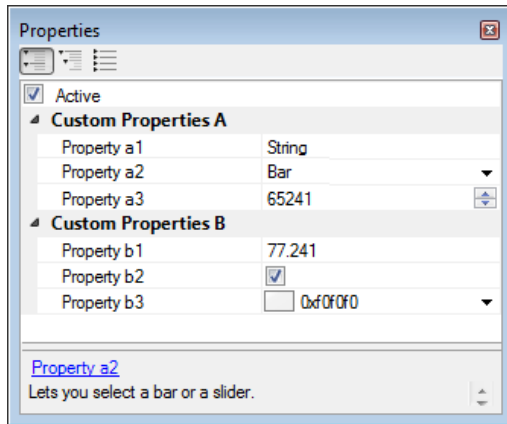 Properties
Active
Custom Properties A
Property a1 String
Property a2 Bar
Property a3 65241
Custom Properties B
Property b1 77.241
Property b2
Property b3 0xf0f0f0
Property a2
Lets you select a bar or a slider.